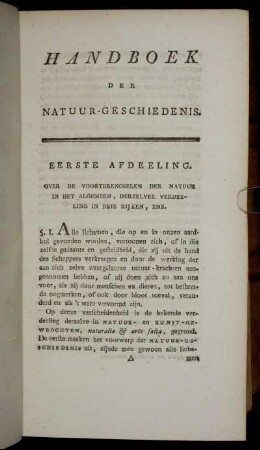 HANDBOEK
DER
NATUUR-GESCHIEDENIS.
EERSTE AFDEELING.
OVER DE VOORTBRENGSELEN DER NATUUR
IN HET ALGEMEEN, DERZELVER VERDEE-
LING IN DRIE RIJKEN, ENZ.
§. 1. Alle lichamen, die op en in onzen aard-
bol gevonden worden, vertoonen zich, of in die
zelfde gedaante en gesteldheid, die zij uit de hand
des Scheppers verkregen en door de werking der
aan zich zelve overgelatene natuur-krachten aan-
genomen hebben, of zij doen zich zo aan ons
voor, als zij door menschen en dieren, tot bestem-
de oogmerken, of ook door bloot toeval, veran-
derd en als 't ware vervormd zijn.
Op deeze verscheidenheid is de bekende ver-
deeling derzelve in NATUUR- en KUNST-GE-
WROCHTEN, naturalia & arte facta, gegrond.
De eerste maaken het voorwerp der NATUUR-GE-
SCHIEDENIS uit, zijnde men gewoon alle licha-
A men